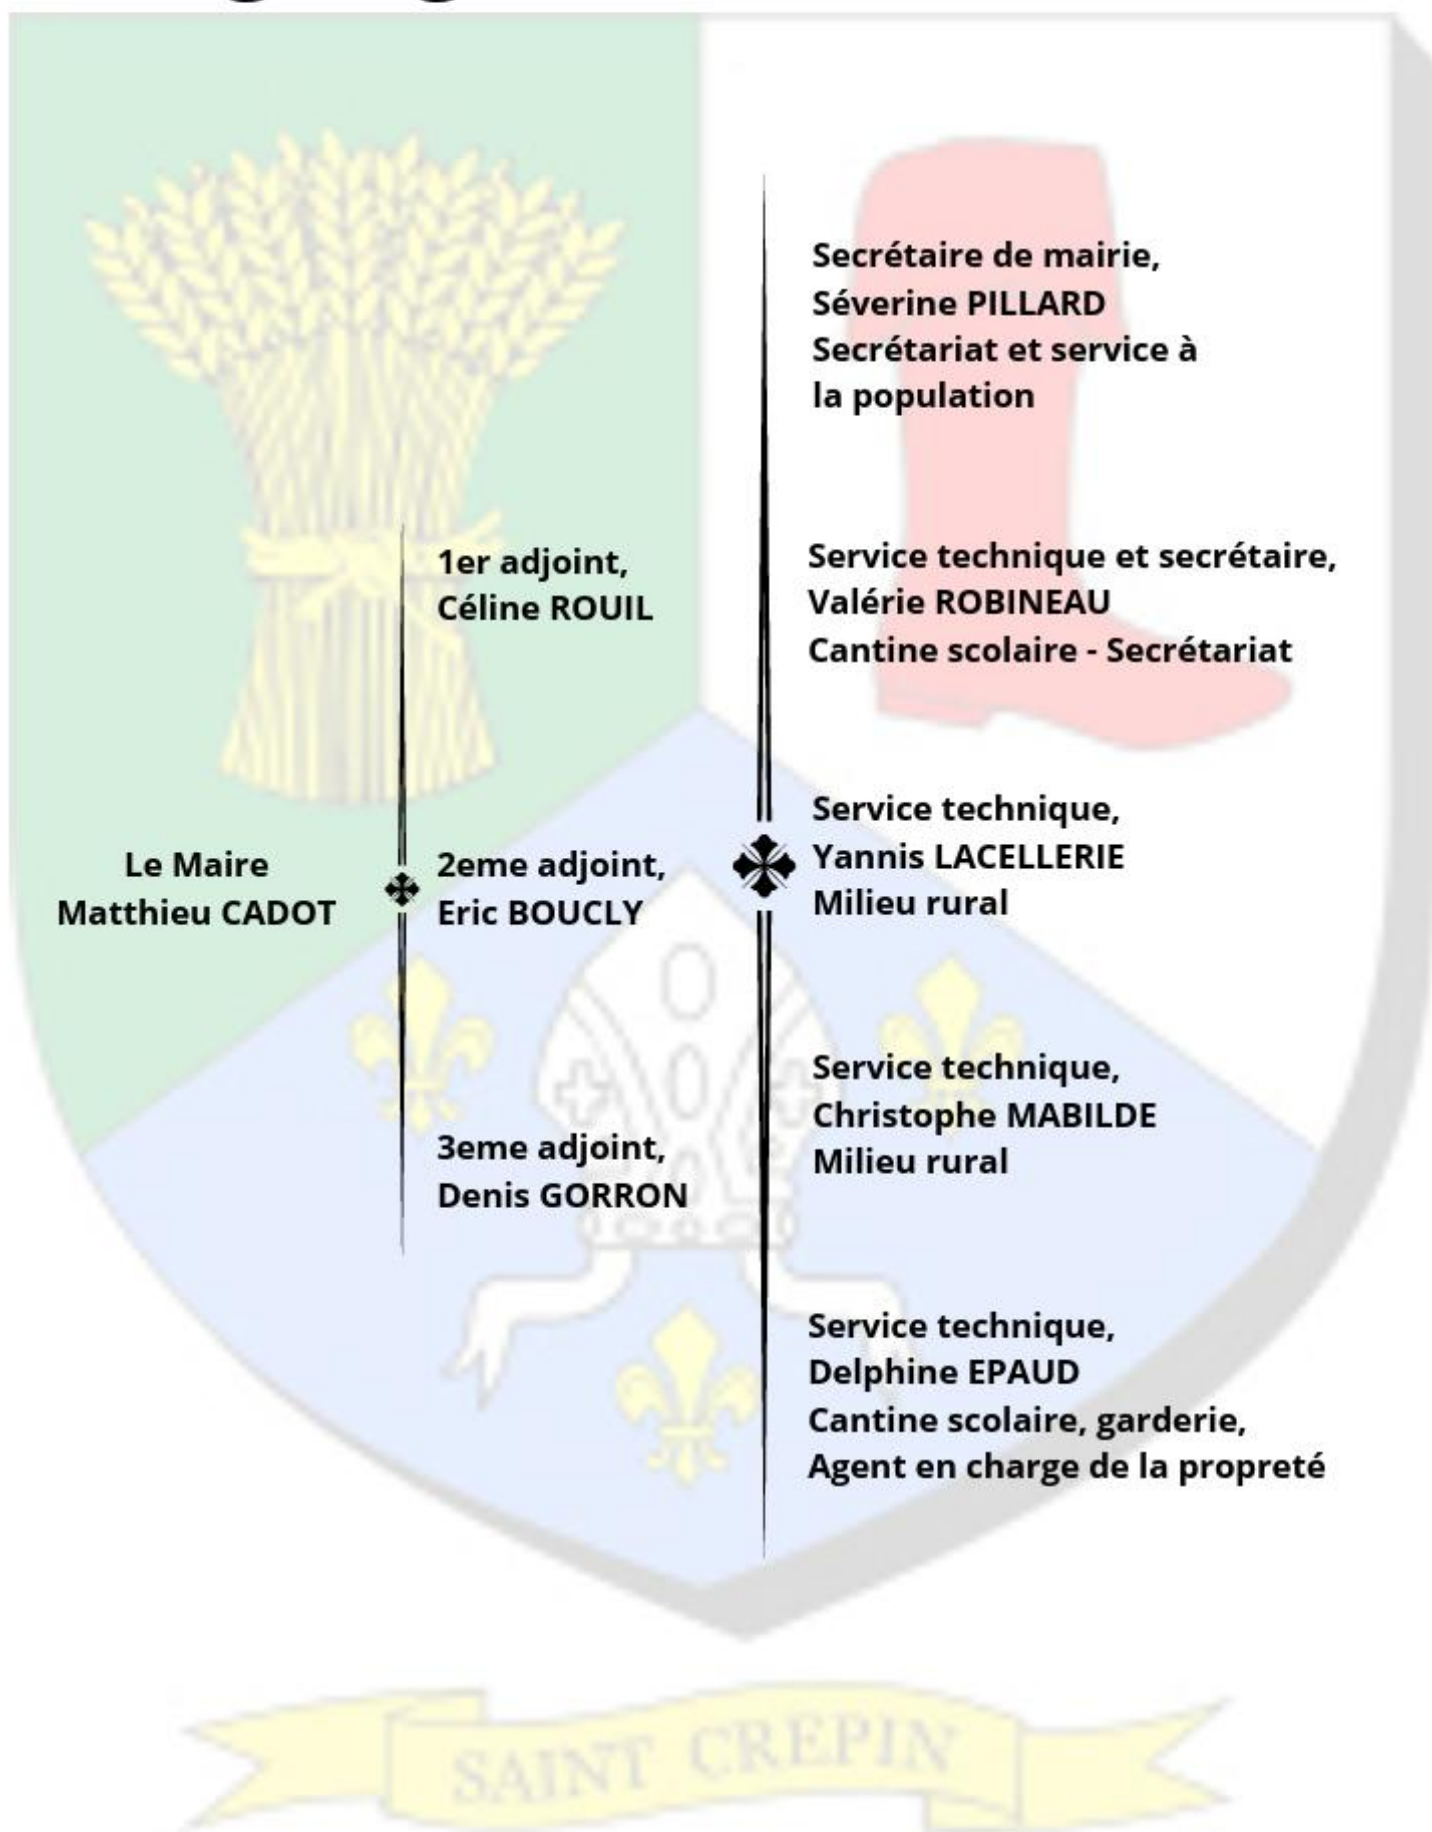 Le Maire
Matthieu CADOT
1er adjoint,
Céline ROUIL
2eme adjoint,
Eric BOUCLY
3eme adjoint,
Denis GORRON
Secrétaire de mairie,
Séverine PILLARD
Secrétariat et service à
la population
Service technique et secrétaire,
Valérie ROBINEAU
Cantine scolaire - Secrétariat
Service technique,
Yannis LACELLERIE
Milieu rural
Service technique,
Christophe MABILDE
Milieu rural
Service technique,
Delphine EPAUD
Cantine scolaire, garderie,
Agent en charge de la propreté
SAINT CREPIN